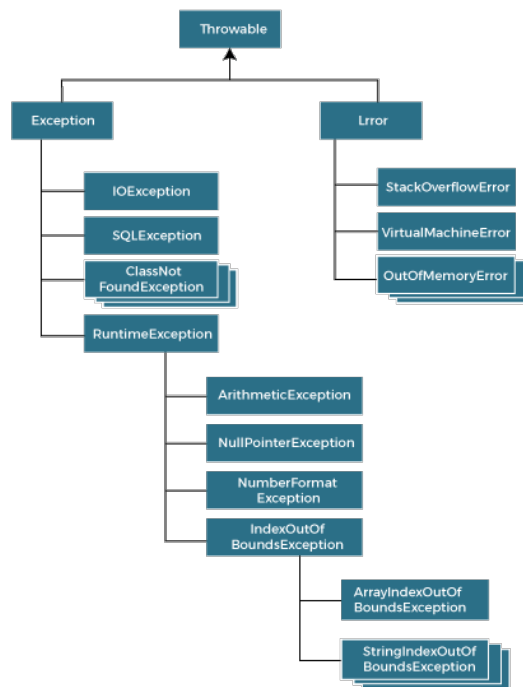 Throwable
Exception
Lrror
IOException
SQLException
ClassNot
FoundException
RuntimeException
StackOverflowError
VirtualMachineError
OutOfMemoryError
ArithmeticException
NullPointerException
NumberFormat
Exception
IndexOutOf
BoundsException
ArrayIndexOutOf
BoundsException
StringIndexOutOf
BoundsException